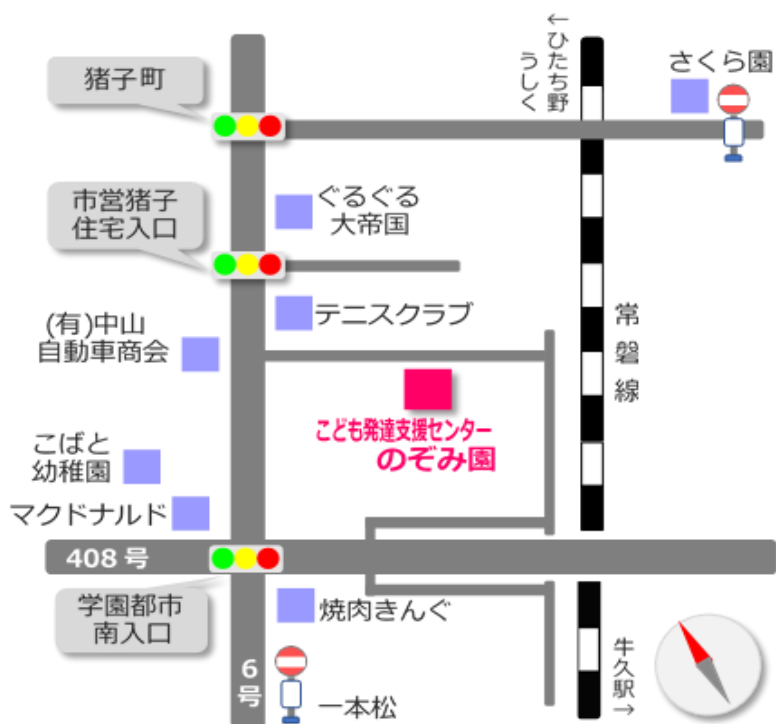 猪子町
←ひたち野
うしく
さくら園
市営猪子
住宅入口
ぐるぐる
大帝国
(有)中山
自動車商会
テニスクラブ
常磐線
こども発達支援センター
のぞみ園
こばと
幼稚園
マクドナルド
408 号
学園都市
南入口
焼肉きんぐ
6号
一本松
牛久駅→